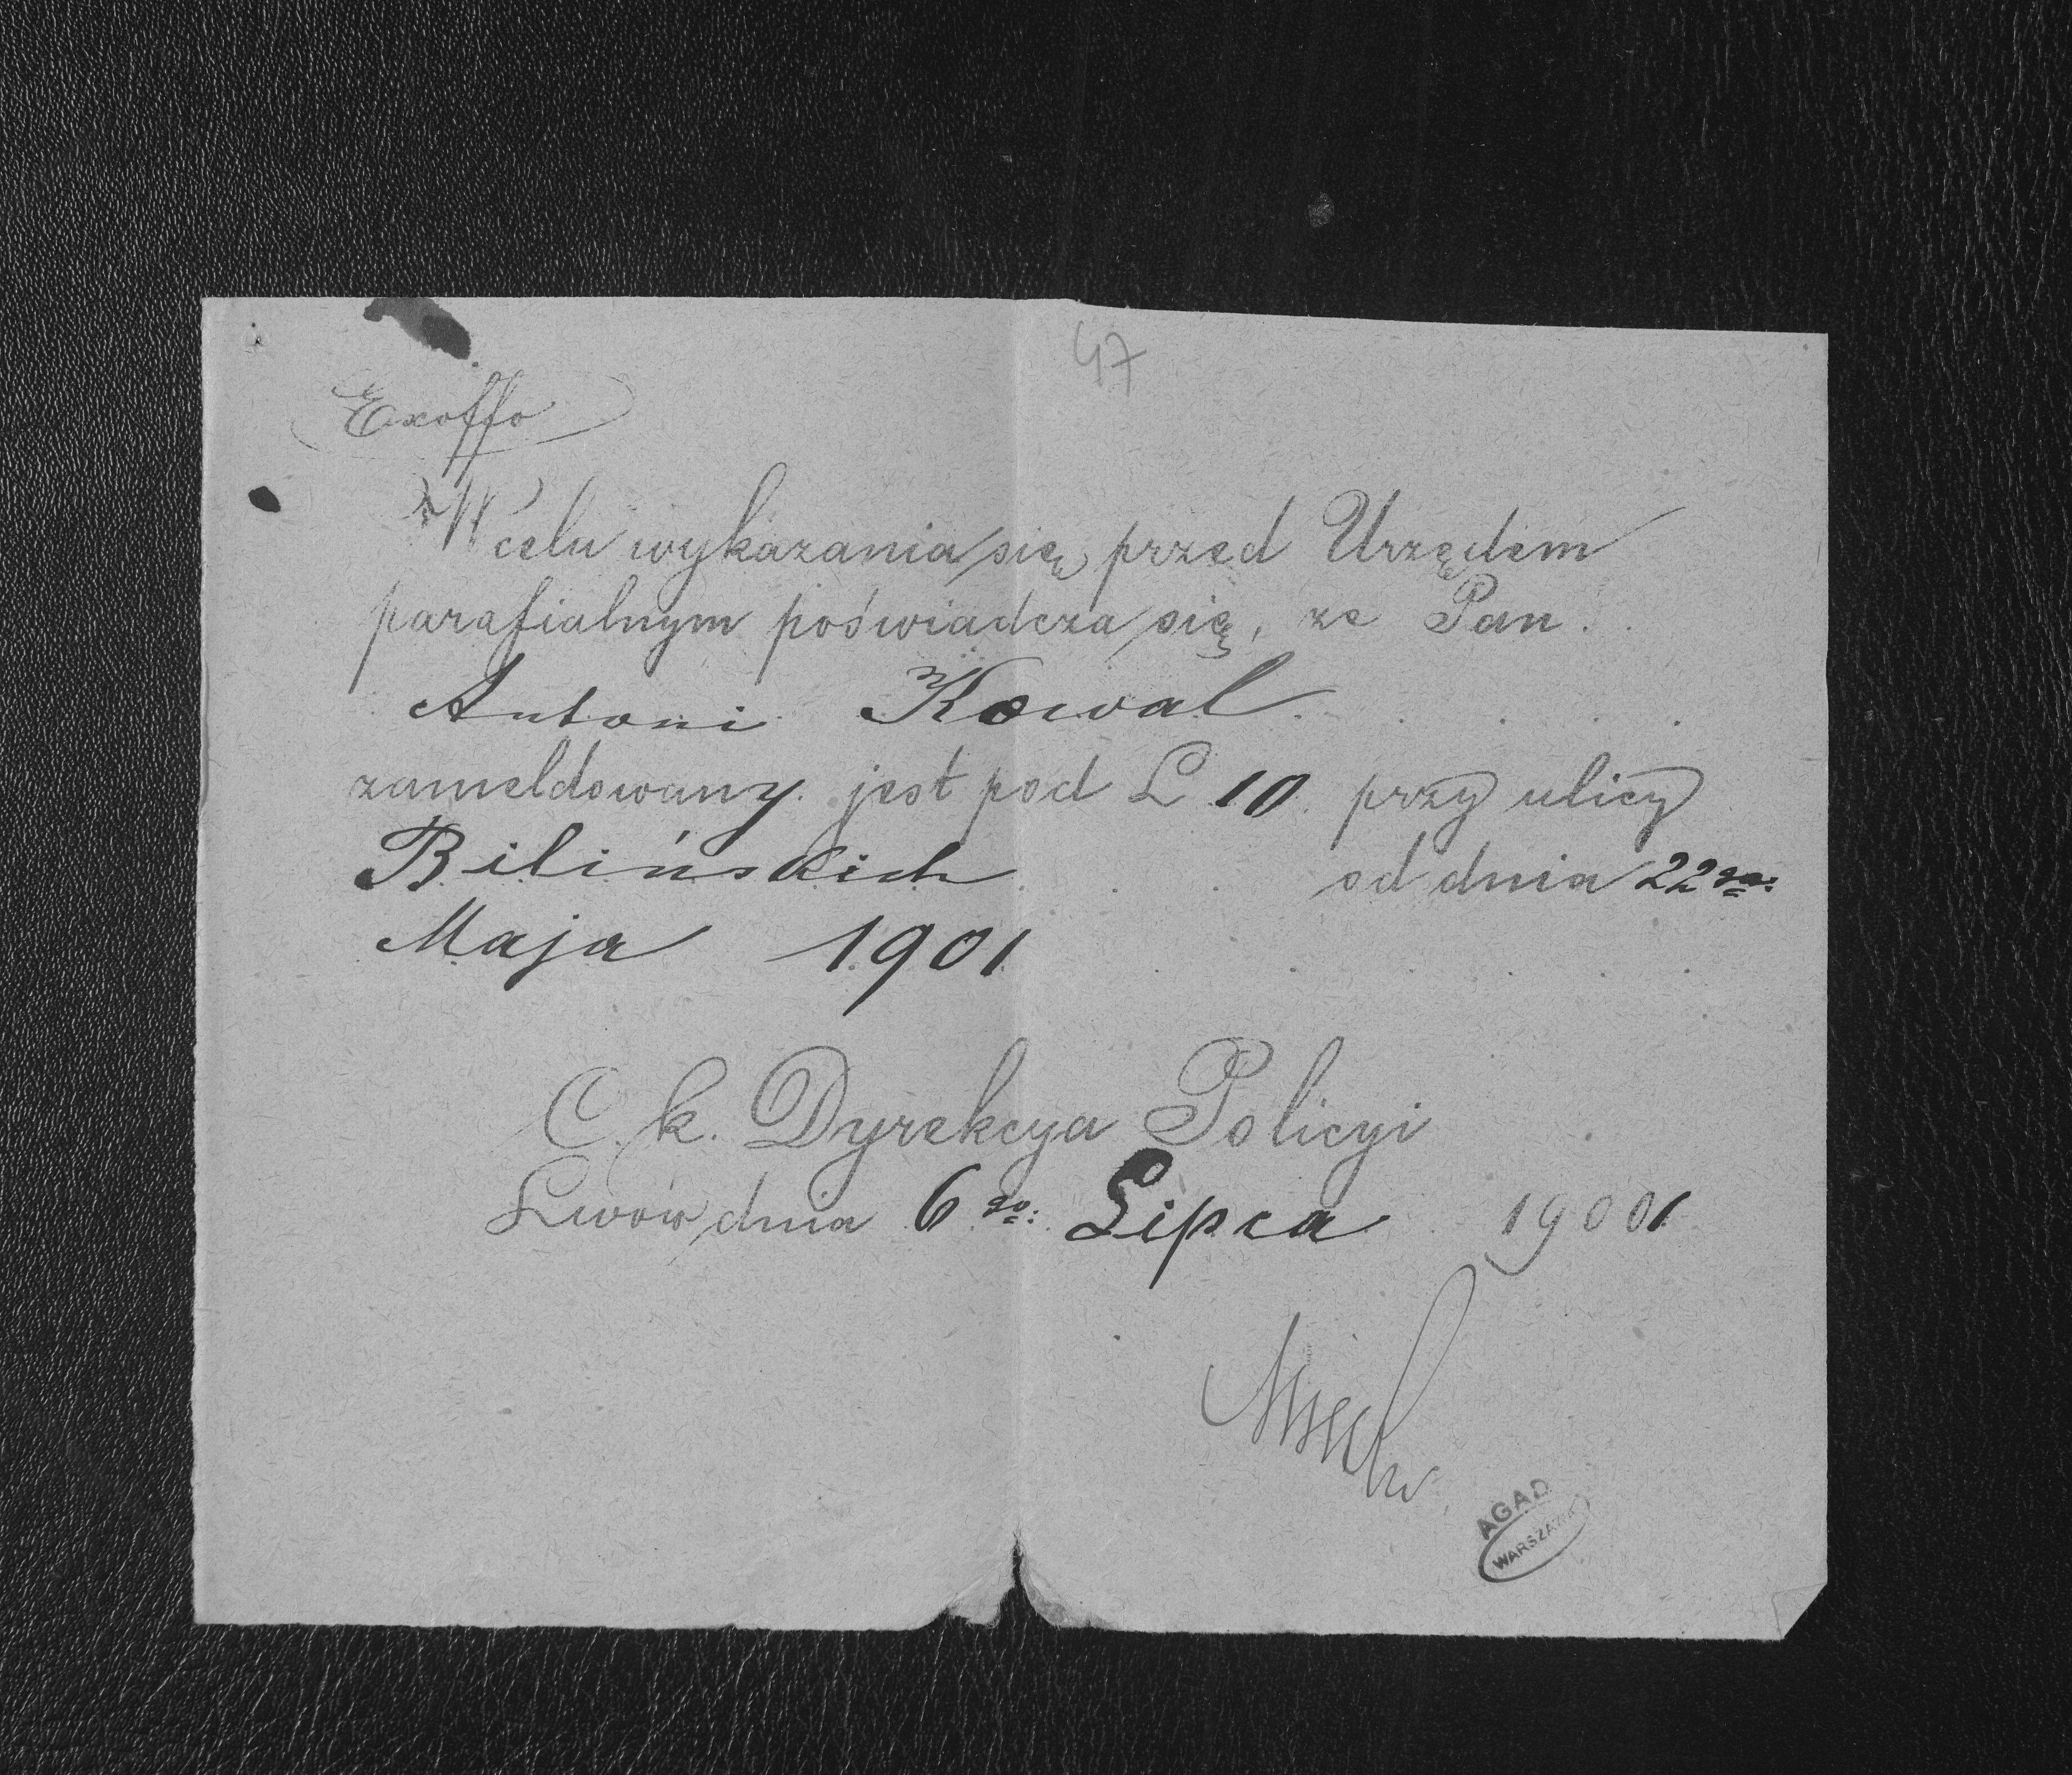 47
Exoffo
W celu wykazania się przed Urzędem
parafialnym poświadcza się, że Pan
Antoni Kowal
zameldowany jest pod L 10 przy ulicy
Bilińskich od dnia 22go:
Maja 1901
C. k. Dyrekcya Policyi
Lwów dnia 6go: Lipca 19001
AGAD
WARSZAWA